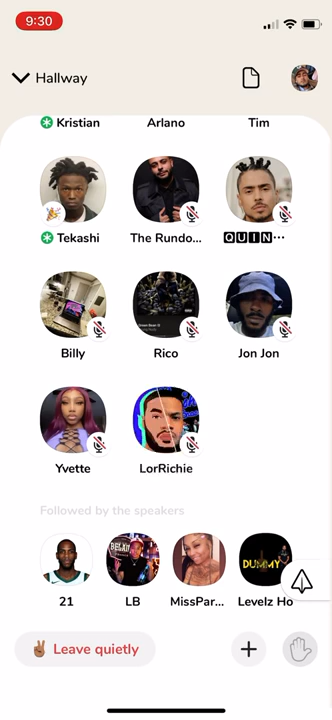 9:30
Hallway
Kristian
Arlano
Tim
Tekashi
The Rundo...
QUIN...
Billy
Rico
Jon Jon
Yvette
LorRichie
Followed by the speakers
21
LB
MissPar...
Levelz Ho
DUMMY
Leave quietly